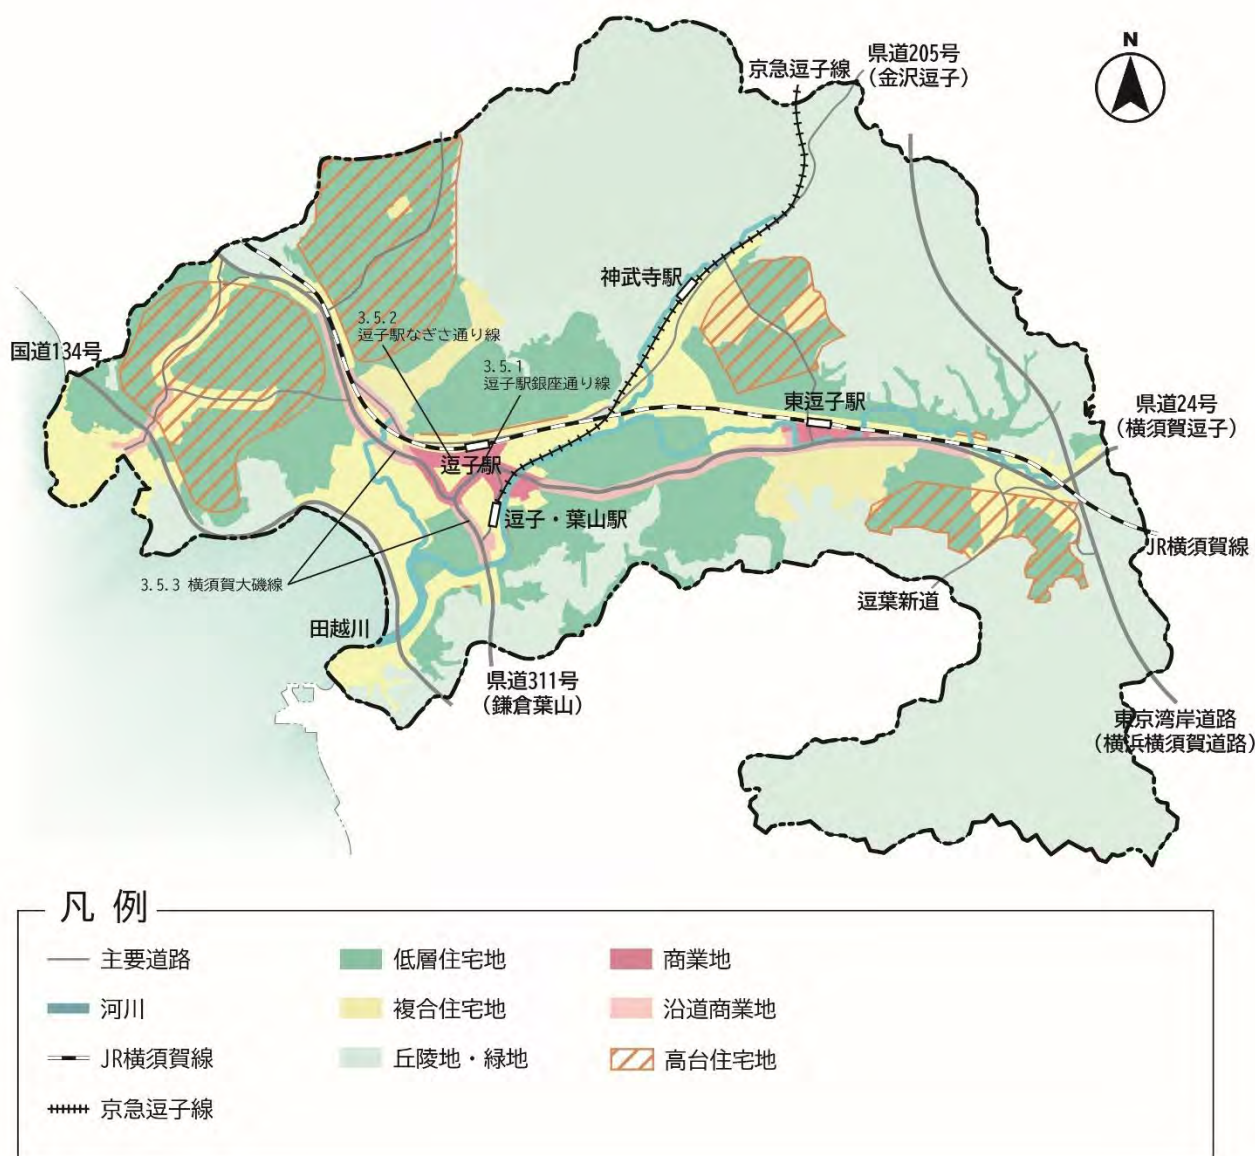 N
県道205号
(金沢逗子)
京急逗子線
神武寺駅
3.5.2
逗子駅なぎさ通り線
国道134号
3.5.1
逗子駅銀座通り線
東逗子駅
県道24号
(横須賀逗子)
逗子駅
逗子・葉山駅
JR横須賀線
3.5.3 横須賀大磯線
逗葉新道
田越川
県道311号
(鎌倉葉山)
東京湾岸道路
(横浜横須賀道路)
凡 例
主要道路
低層住宅地
商業地
河川
複合住宅地
沿道商業地
JR横須賀線
丘陵地・緑地
高台住宅地
京急逗子線